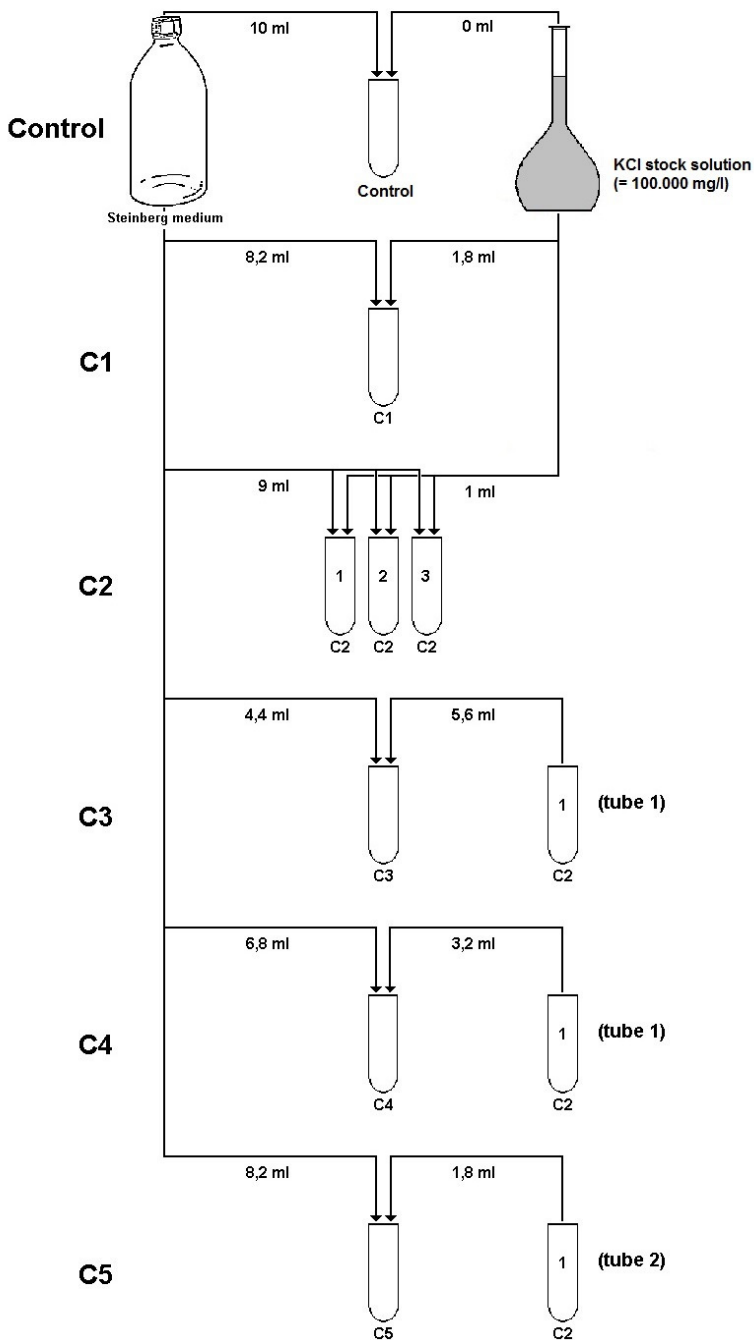 10 ml
0 ml
Control
KCl stock solution
(= 100.000 mg/l)
Control
Steinberg medium
8,2 ml
1,8 ml
C1
C1
9 ml
1 ml
C2
1
2
3
C2
C2
C2
4,4 ml
5,6 ml
C3
1
(tube 1)
C3
C2
6,8 ml
3,2 ml
C4
1
(tube 1)
C4
C2
8,2 ml
1,8 ml
C5
1
(tube 2)
C5
C2